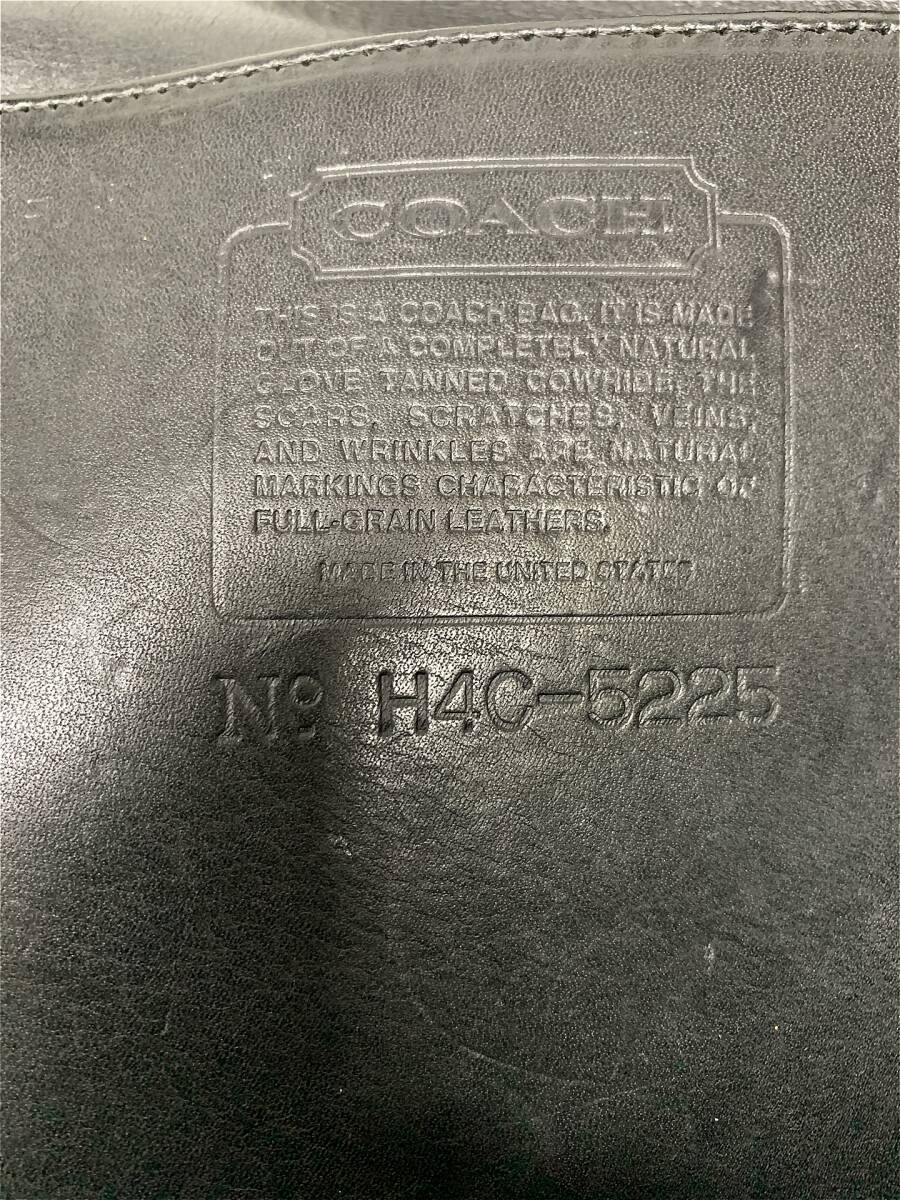 COACH
THIS IS A COACH BAG. IT IS MADE
OUT OF A COMPLETELY NATURAL
GLOVE TANNED COWHIDE. THE
SCARS, SCRATCHES, VEINS,
AND WRINKLES ARE NATURAL
MARKINGS CHARACTERISTIC OF
FULL-GRAIN LEATHERS.
MADE IN THE UNITED STATES
No H4C-5225